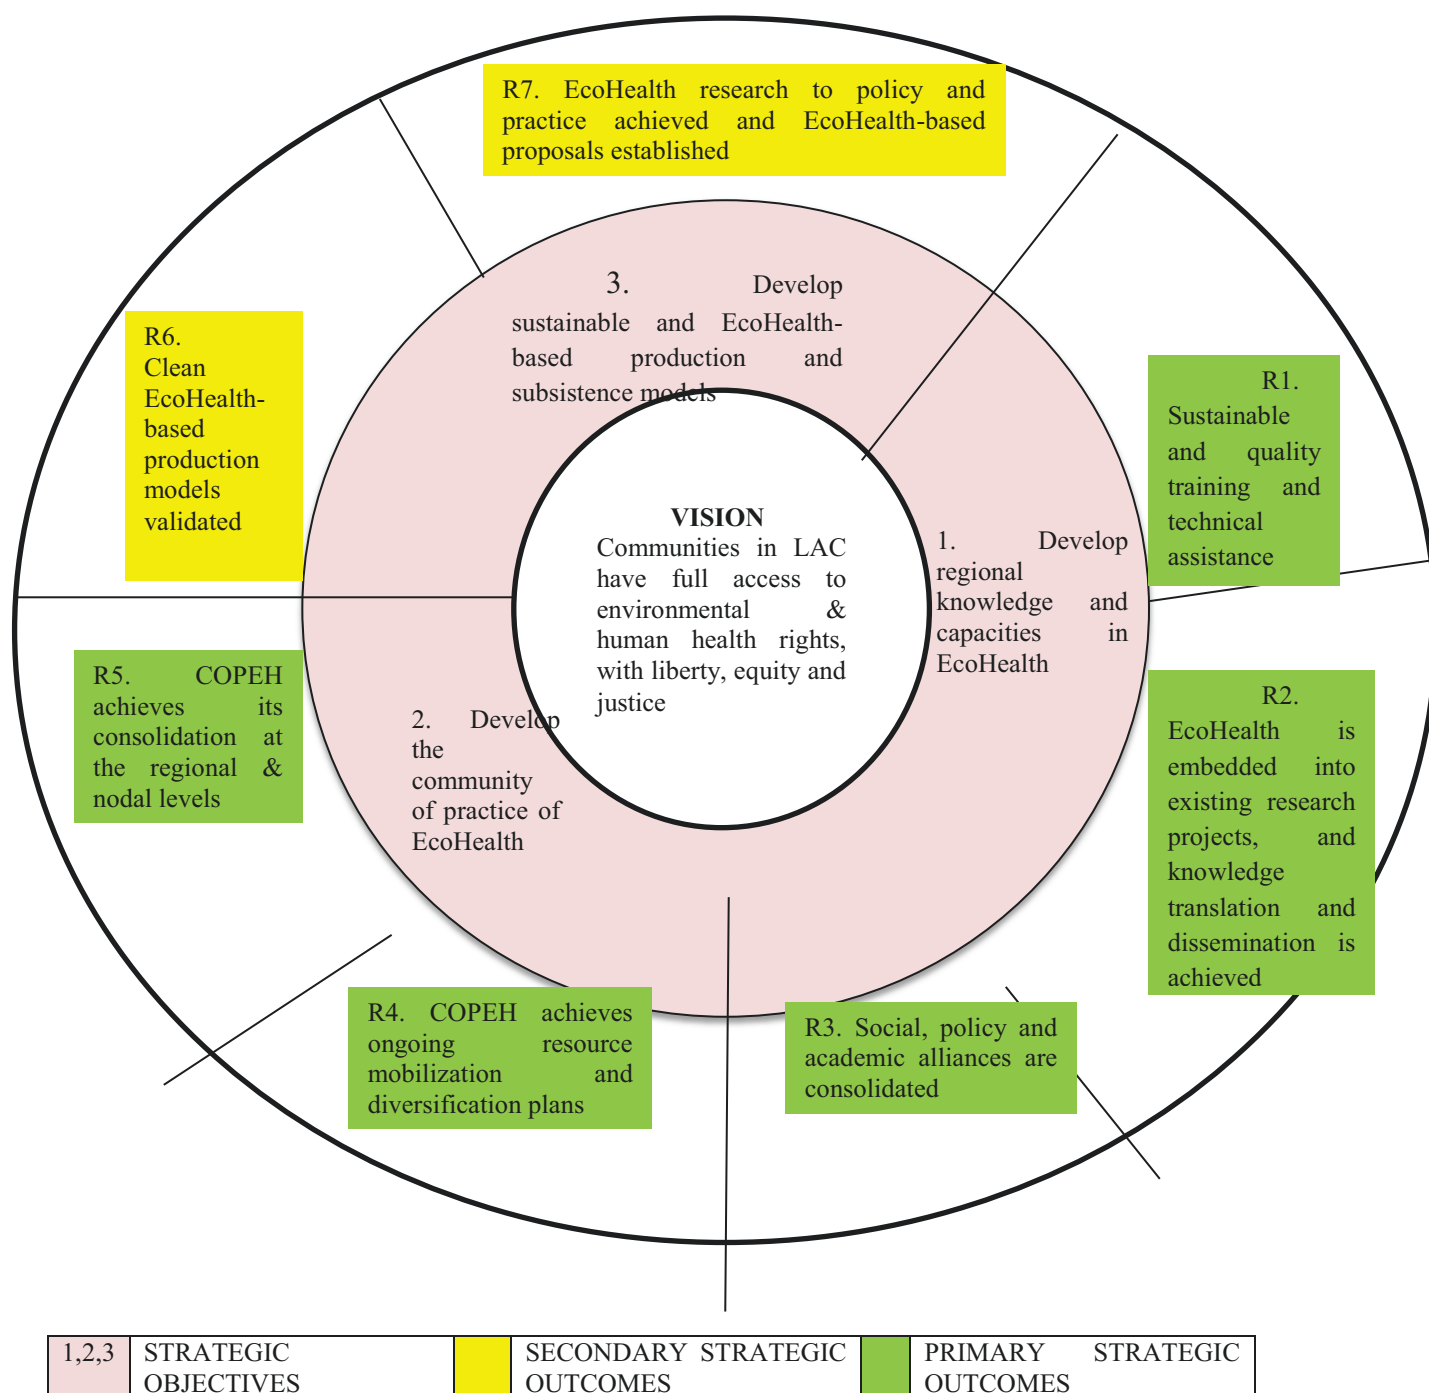 R7. EcoHealth research to policy and
practice achieved and EcoHealth-based
proposals established
3. Develop
sustainable and EcoHealth-
based production and
subsistence models
R6.
Clean
EcoHealth-
based
production
models
validated
R1.
Sustainable
and quality
training and
technical
assistance
VISION
Communities in LAC
have full access to
environmental &
human health rights,
with liberty, equity and
justice
1. Develop
regional
knowledge and
capacities in
EcoHealth
R5. COPEH
achieves its
consolidation at
the regional &
nodal levels
2. Develop
the
community
of practice of
EcoHealth
R2.
EcoHealth is
embedded into
existing research
projects, and
knowledge
translation and
dissemination is
achieved
R4. COPEH achieves
ongoing resource
mobilization and
diversification plans
R3. Social, policy and
academic alliances are
consolidated
1,2,3
STRATEGIC
OBJECTIVES
SECONDARY STRATEGIC
OUTCOMES
PRIMARY STRATEGIC
OUTCOMES